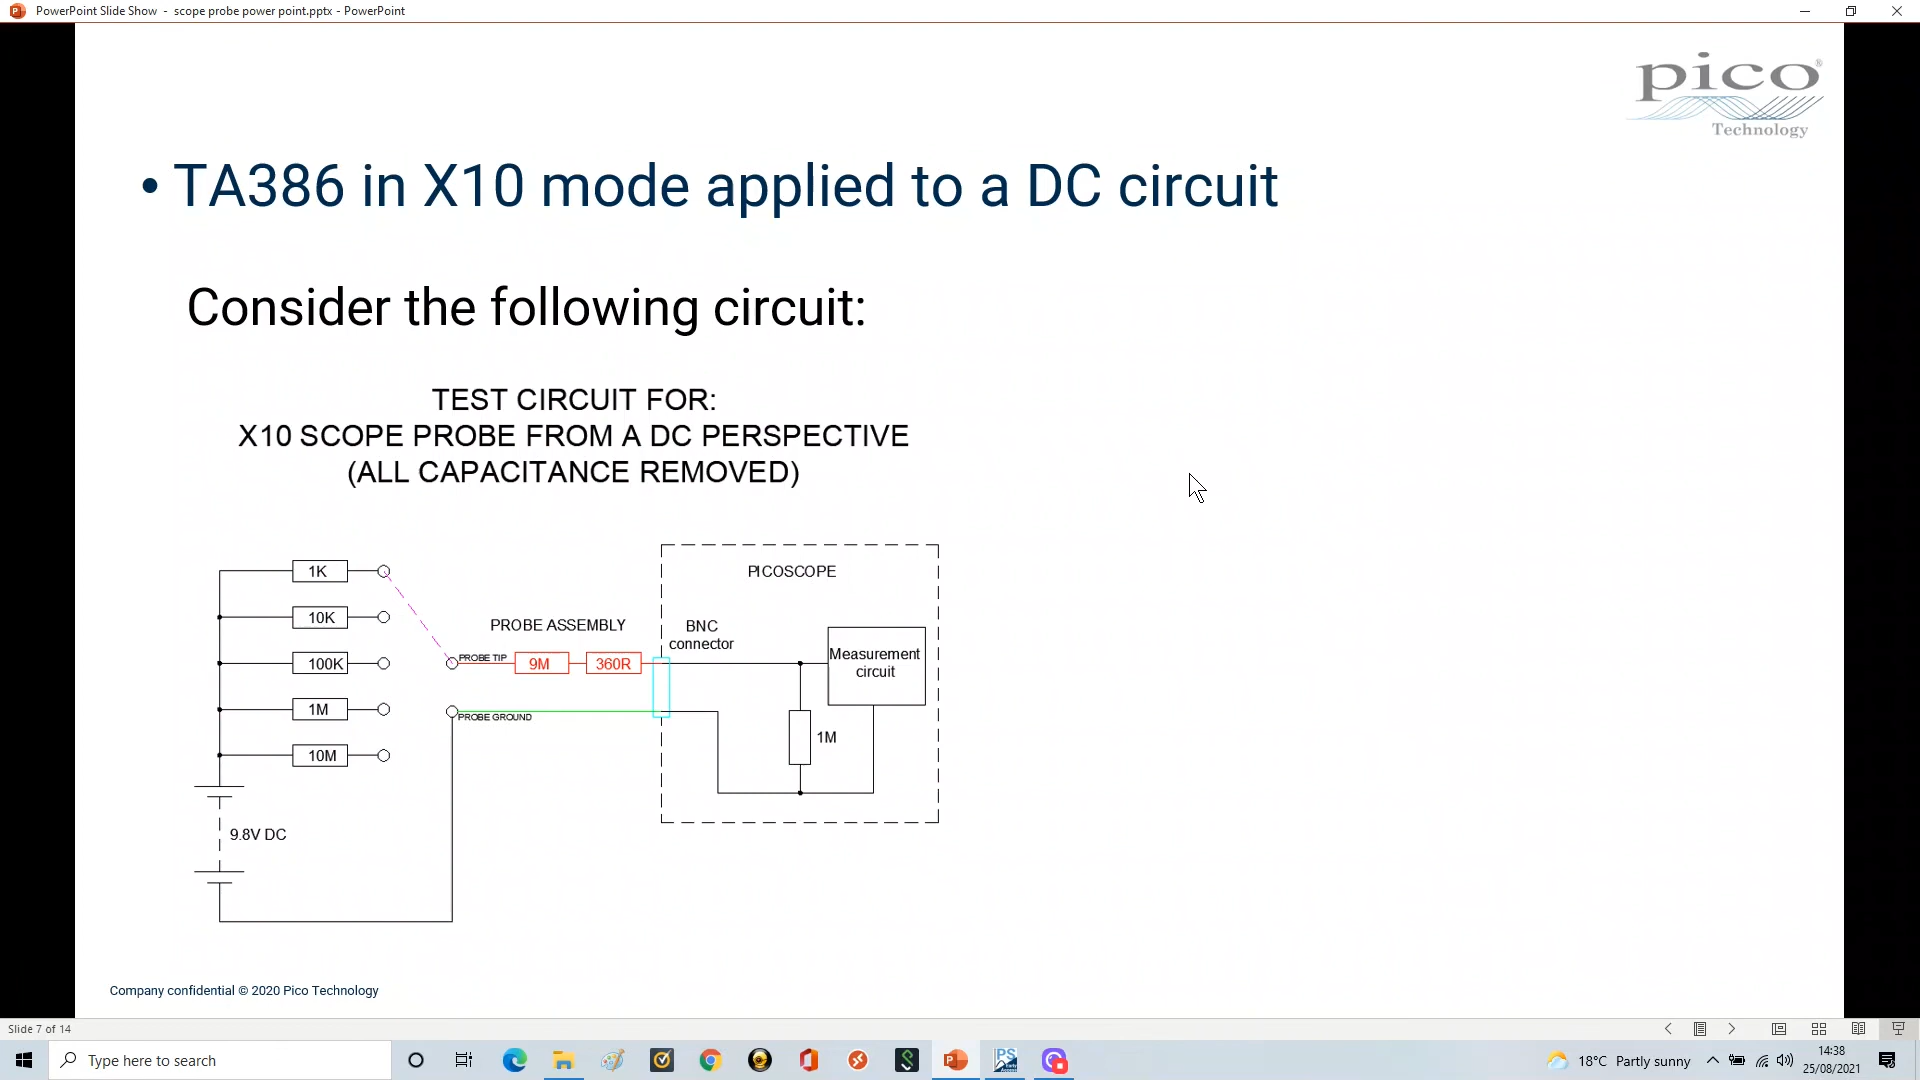 PowerPoint Slide Show - scope probe power point.pptx - PowerPoint
pico®
Technology
• TA386 in X10 mode applied to a DC circuit
Consider the following circuit:
TEST CIRCUIT FOR:
X10 SCOPE PROBE FROM A DC PERSPECTIVE
(ALL CAPACITANCE REMOVED)
1K
10K
100K
1M
10M
9.8V DC
PROBE ASSEMBLY
PROBE TIP
9M
360R
PROBE GROUND
BNC
connector
PICOSCOPE
Measurement
circuit
1M
Company confidential © 2020 Pico Technology
Slide 7 of 14
Type here to search
18°C Partly sunny
14:38
25/08/2021